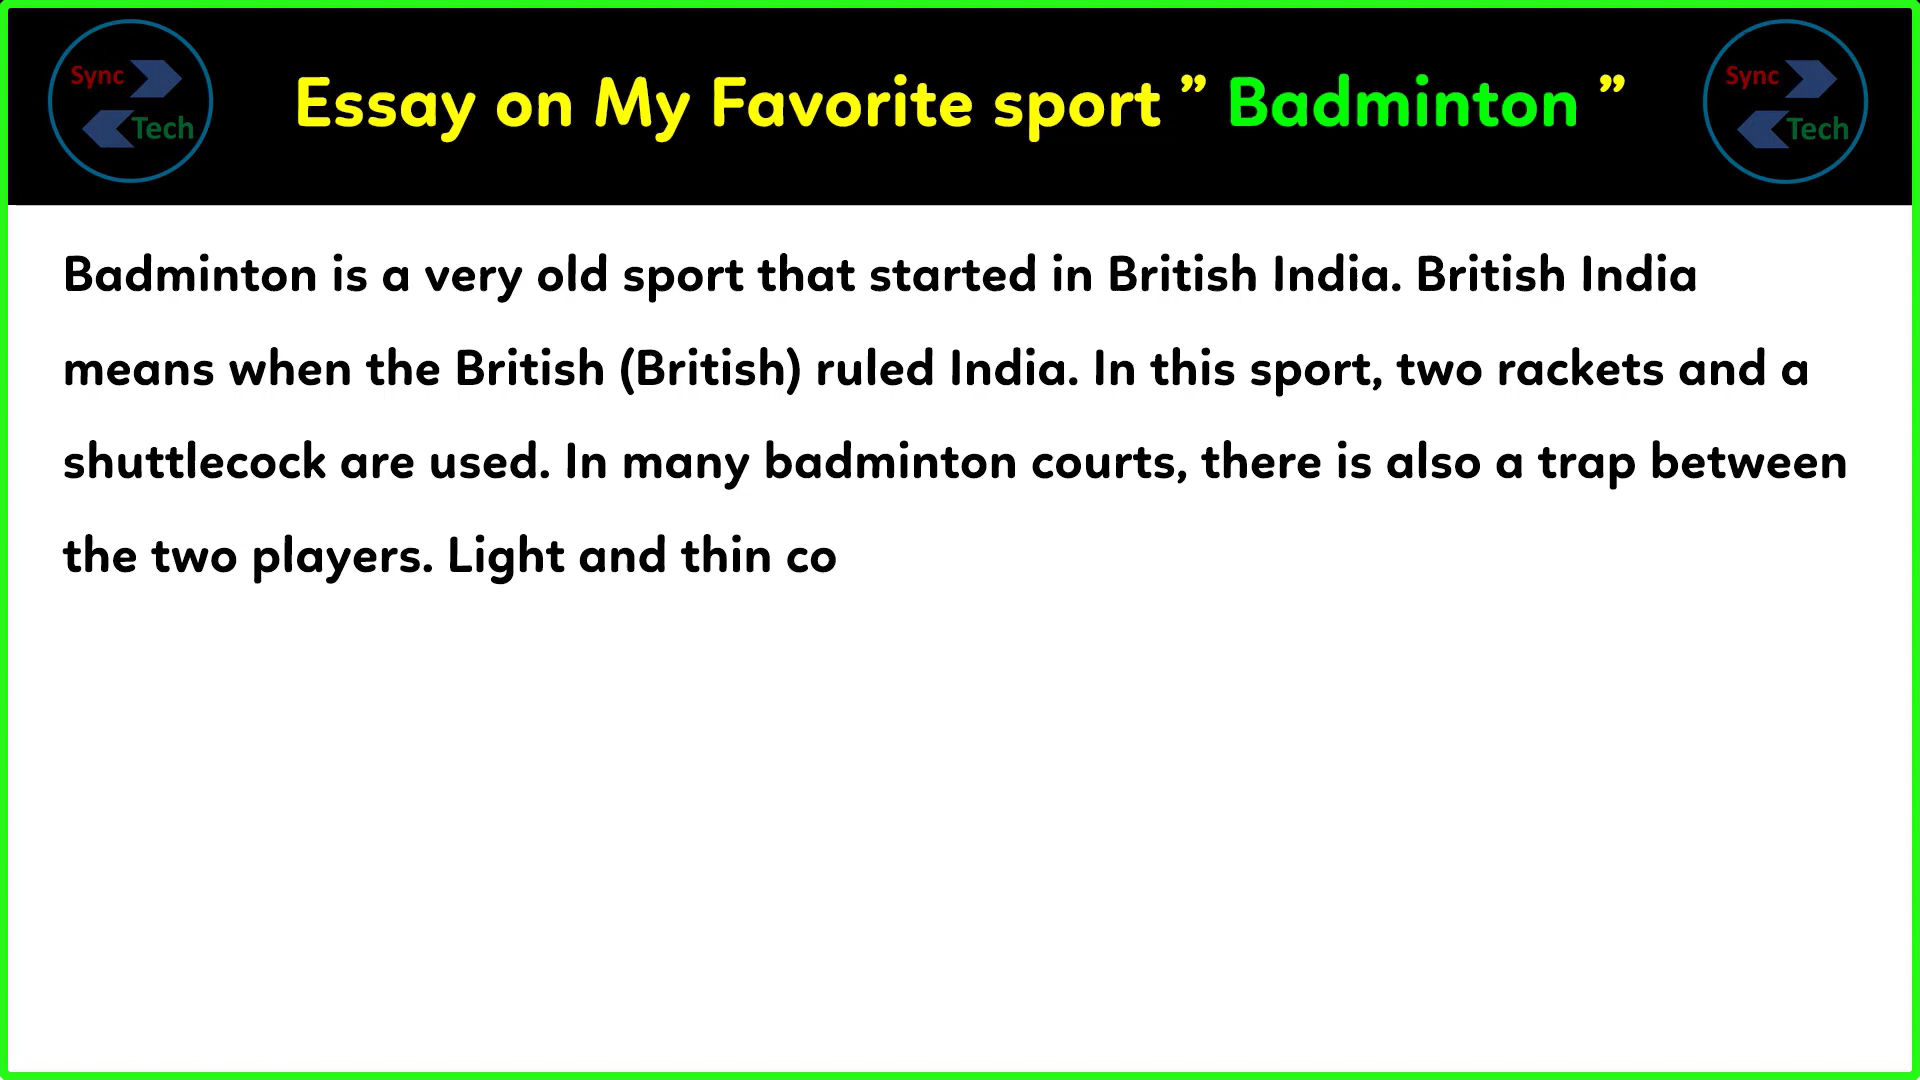 Sync
Tech
Essay on My Favorite sport ” Badminton ”
Sync
Tech
Badminton is a very old sport that started in British India. British India
means when the British (British) ruled India. In this sport, two rackets and a
shuttlecock are used. In many badminton courts, there is also a trap between
the two players. Light and thin co